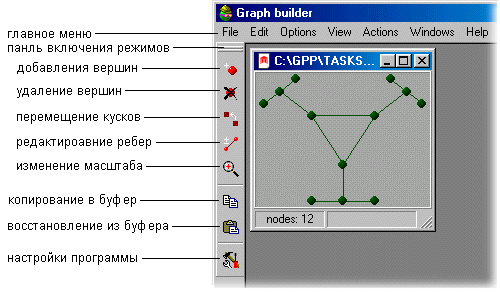 Graph builder
главное меню
File Edit Options View Actions Windows Help
панль включения режимов
C:\GPP\TASKS...
добавления вершин
удаление вершин
перемещение кусков
редактироавние ребер
изменение масштаба
копирование в буфер
nodes: 12
восстановление из буфера
настройки программы